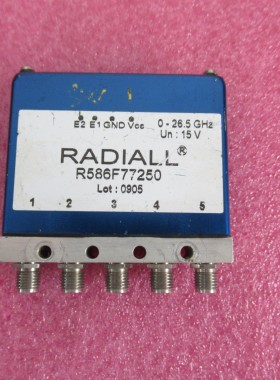 E2 E1 GND Vcc 0 - 26.5 GHz
Un : 15 V
RADIALL®
R586F77250
Lot : 0905
1 2 3 4 5